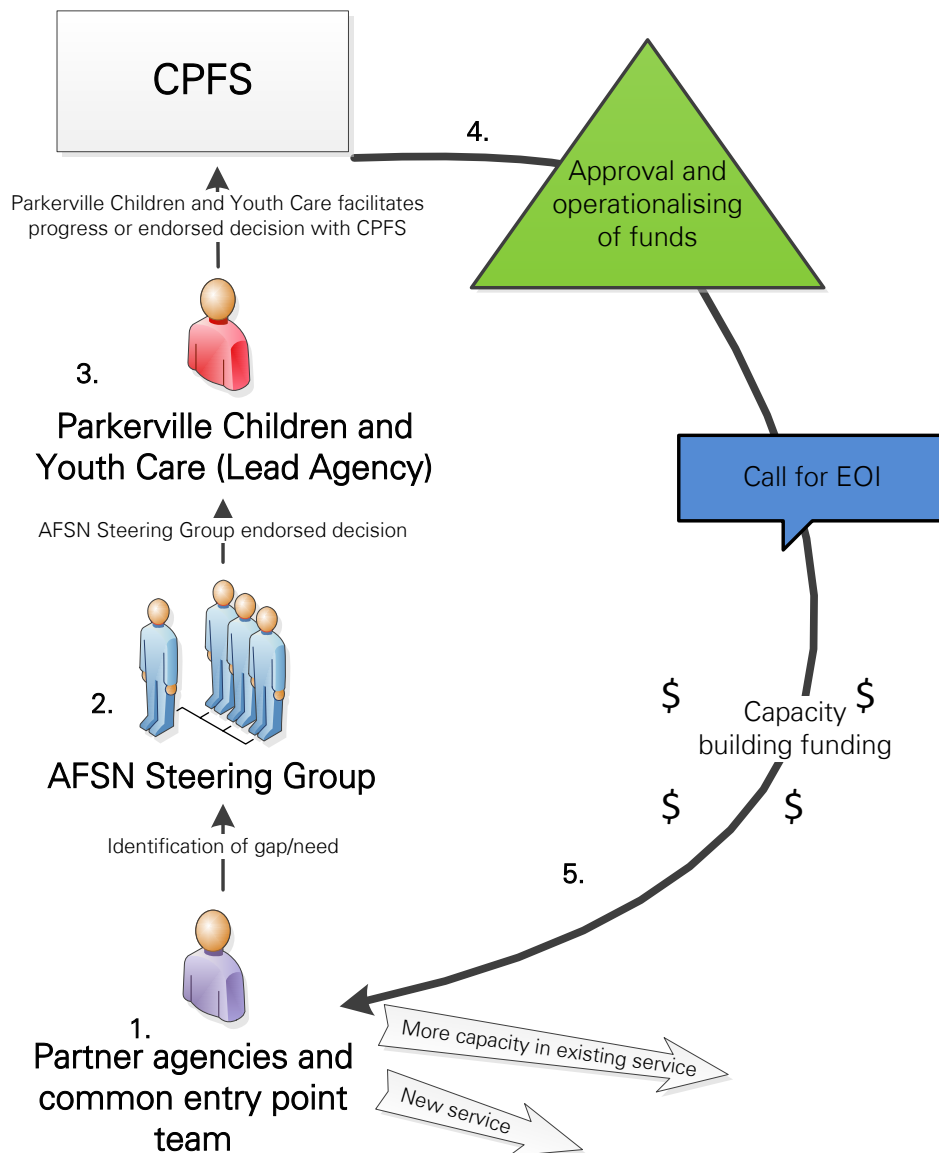 CPFS
4.
Approval and
operationalising
of funds
Parkerville Children and Youth Care facilitates
progress or endorsed decision with CPFS
3.
Parkerville Children and
Youth Care (Lead Agency)
Call for EOI
AFSN Steering Group endorsed decision
2.
AFSN Steering Group
$
$
Capacity
building funding
$
$
Identification of gap/need
5.
1.
Partner agencies and
common entry point
team
More capacity in existing service
New service